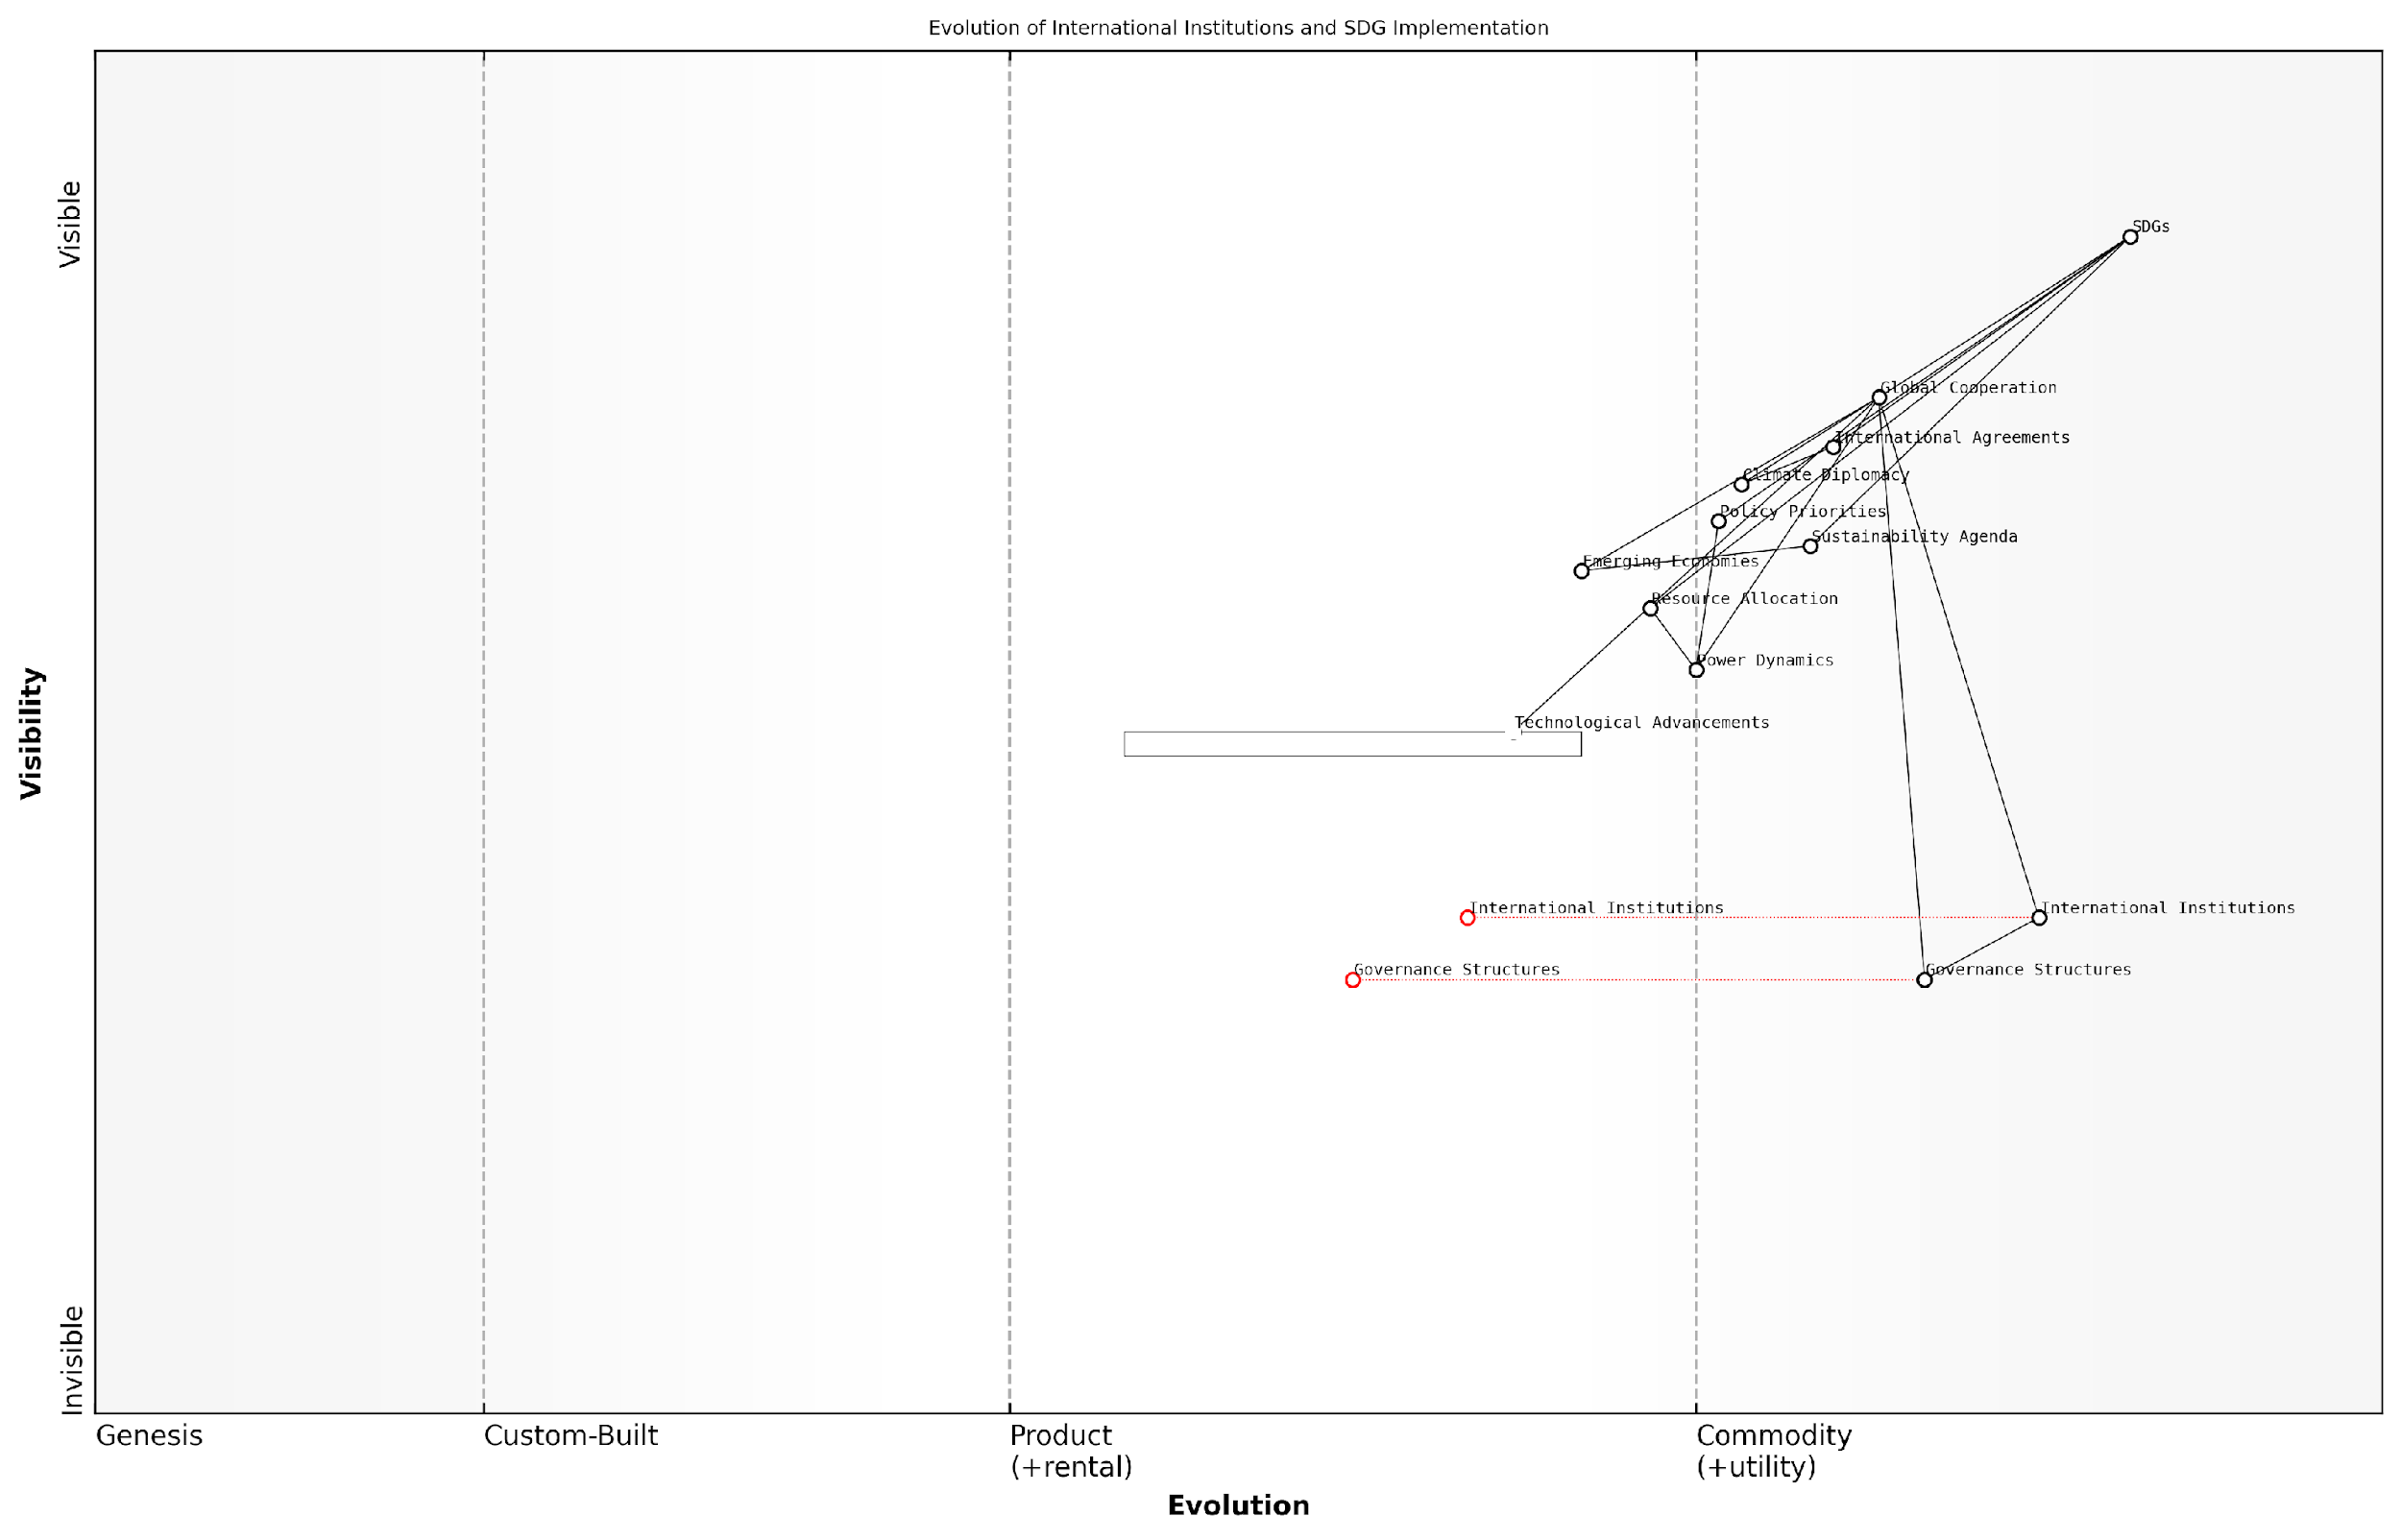 Evolution of International Institutions and SDG Implementation
Visible
SDGs
Global Cooperation
International Agreements
Climate Diplomacy
Policy Priorities
Sustainability Agenda
Emerging Economies
Resource Allocation
Power Dynamics
Visibility
Technological Advancements
International Institutions
International Institutions
Governance Structures
Governance Structures
Invisible
Genesis
Custom-Built
Product
(+rental)
Commodity
(+utility)
Evolution